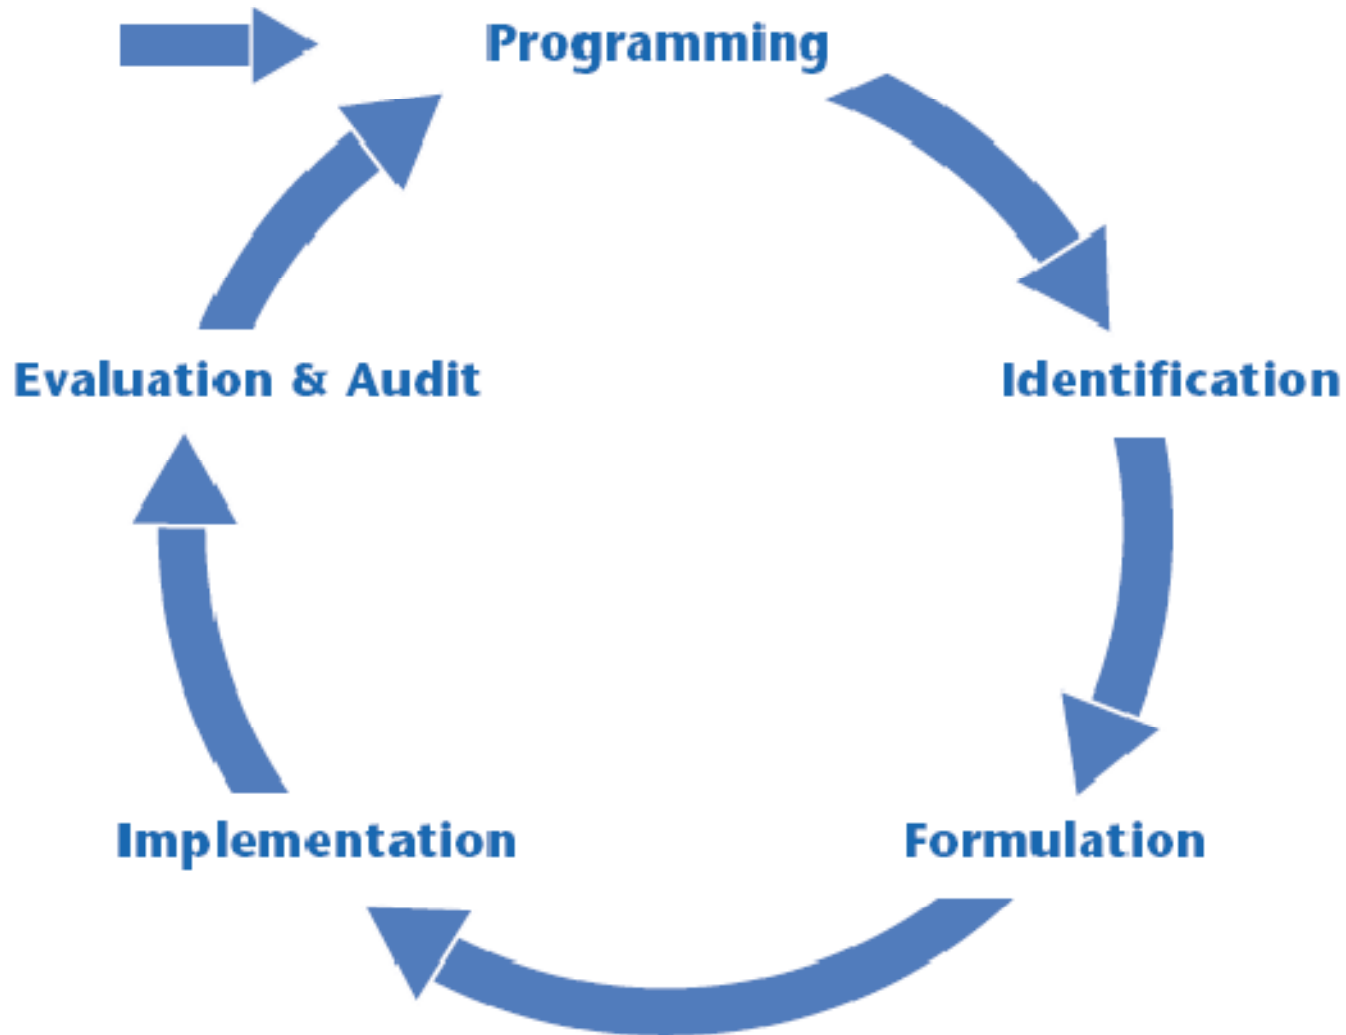 Programming
Identification
Formulation
Implementation
Evaluation & Audit